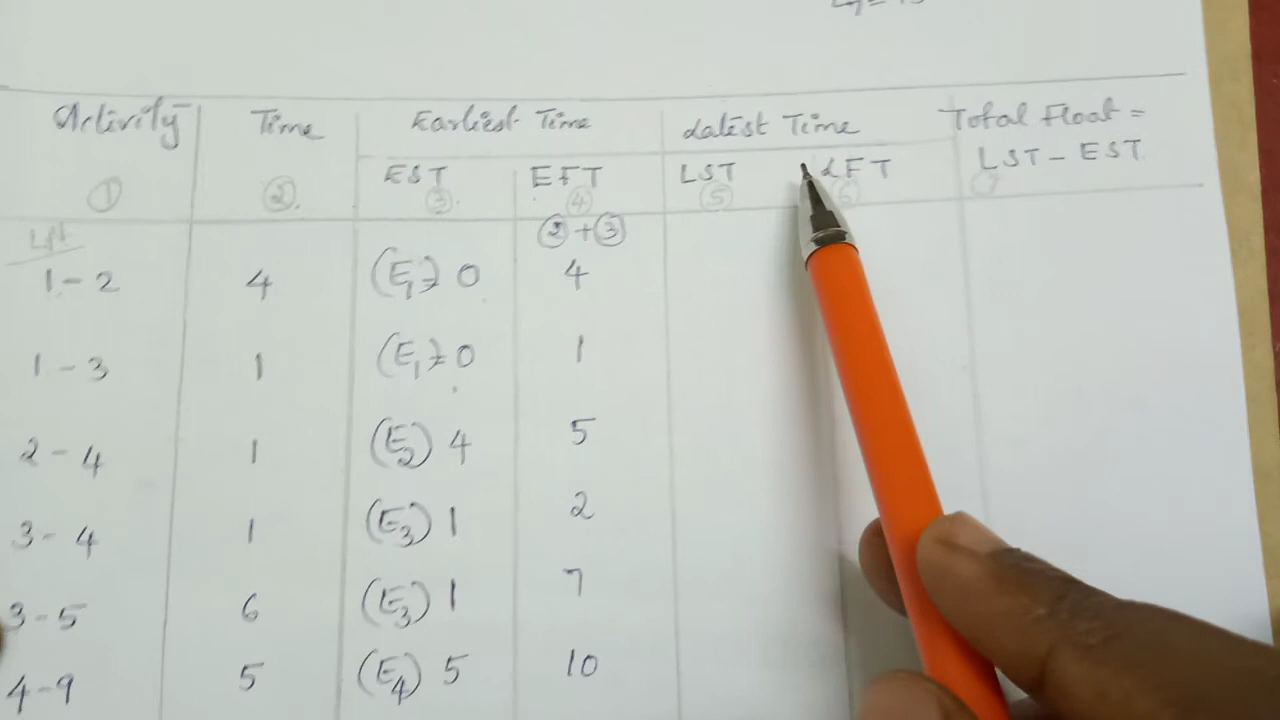 Activity Time Earliest Time Latest Time Total Float =
EST EFT LST LFT LST - EST
① ② ③ ④ ⑤ ⑥ ⑦
②+③
1-2 4 (E1) 0 4
1-3 1 (E1) 0 1
2-4 1 (E2) 4 5
3-4 1 (E3) 1 2
3-5 6 (E3) 1 7
4-9 5 (E4) 5 10